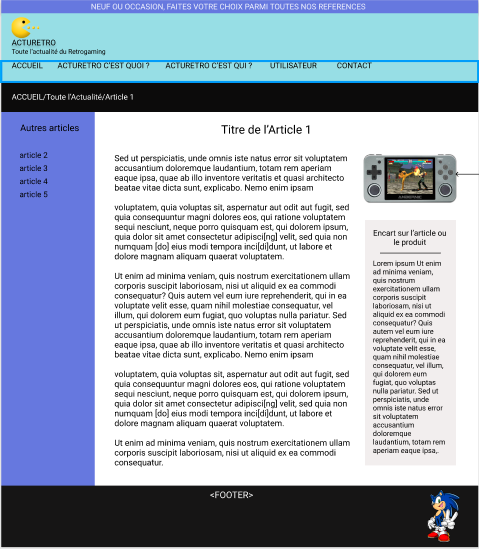 NEUF OU OCCASION, FAITES VOTRE CHOIX PARMI TOUTES NOS REFERENCES
ACTURETRO
Toute l'actualité du Retrogaming
ACCUEIL ACTURETRO C'EST QUOI ? ACTURETRO C'EST QUI ? UTILISATEUR CONTACT
ACCUEIL/Toute l'Actualité/Article 1
Autres articles
article 2
article 3
article 4
article 5
Titre de l'Article 1
Sed ut perspiciatis, unde omnis iste natus error sit voluptatem
accusantium doloremque laudantium, totam rem aperiam
eaque ipsa, quae ab illo inventore veritatis et quasi architecto
beatae vitae dicta sunt, explicabo. Nemo enim ipsam
voluptatem, quia voluptas sit, aspernatur aut odit aut fugit, sed
quia consequuntur magni dolores eos, qui ratione voluptatem
sequi nesciunt, neque porro quisquam est, qui dolorem ipsum,
quia dolor sit amet consectetur adipisci[ng] velit, sed quia non
numquam [do] eius modi tempora inci[di]dunt, ut labore et
dolore magnam aliquam quaerat voluptatem.
Ut enim ad minima veniam, quis nostrum exercitationem ullam
corporis suscipit laboriosam, nisi ut aliquid ex ea commodi
consequatur? Quis autem vel eum iure reprehenderit, qui in ea
voluptate velit esse, quam nihil molestiae consequatur, vel
illum, qui dolorem eum fugiat, quo voluptas nulla pariatur. Sed
ut perspiciatis, unde omnis iste natus error sit voluptatem
accusantium doloremque laudantium, totam rem aperiam
eaque ipsa, quae ab illo inventore veritatis et quasi architecto
beatae vitae dicta sunt, explicabo. Nemo enim ipsam
voluptatem, quia voluptas sit, aspernatur aut odit aut fugit, sed
quia consequuntur magni dolores eos, qui ratione voluptatem
sequi nesciunt, neque porro quisquam est, qui dolorem ipsum,
quia dolor sit amet consectetur adipisci[ng] velit, sed quia non
numquam [do] eius modi tempora inci[di]dunt, ut labore et
dolore magnam aliquam quaerat voluptatem.
Ut enim ad minima veniam, quis nostrum exercitationem ullam
corporis suscipit laboriosam, nisi ut aliquid ex ea commodi
consequatur.
Encart sur l'article ou
le produit
Lorem ipsum Ut enim
ad minima veniam,
quis nostrum
exercitationem ullam
corporis suscipit
laboriosam, nisi ut
aliquid ex ea commodi
consequatur? Quis
autem vel eum iure
reprehenderit, qui in ea
voluptate velit esse,
quam nihil molestiae
consequatur, vel illum,
qui dolorem eum
fugiat, quo voluptas
nulla pariatur. Sed ut
perspiciatis, unde
omnis iste natus error
sit voluptatem
accusantium
doloremque
laudantium, totam rem
aperiam eaque ipsa,.
<FOOTER>